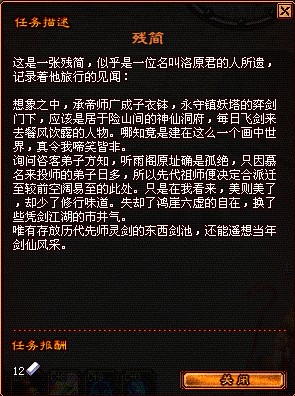 任务描述
残简
这是一张残简，似乎是一位名叫洛原君的人所遗，
记录着他旅行的见闻：
想象之中，承帝师广成子衣钵，永守镇妖塔的弈剑
门下，应该是居于险山间的神仙洞府，每日飞剑来
去餐风饮露的人物。哪知竟是建在这么一个画中世
界，真令我啼笑皆非。
询问答客弟子方知，听雨阁原址确是孤绝，只因慕
名来投师的弟子日多，所以先代祖师便决定合派迁
至较前空阔易至的此处。只是在我看来，美则美了
，却少了修行味道。失却了鸿崖六虚的自在，换了
些凭剑江湖的市井气。
唯有存放历代先师灵剑的东西剑池，还能遥想当年
剑仙风采。
任务报酬
12
关闭